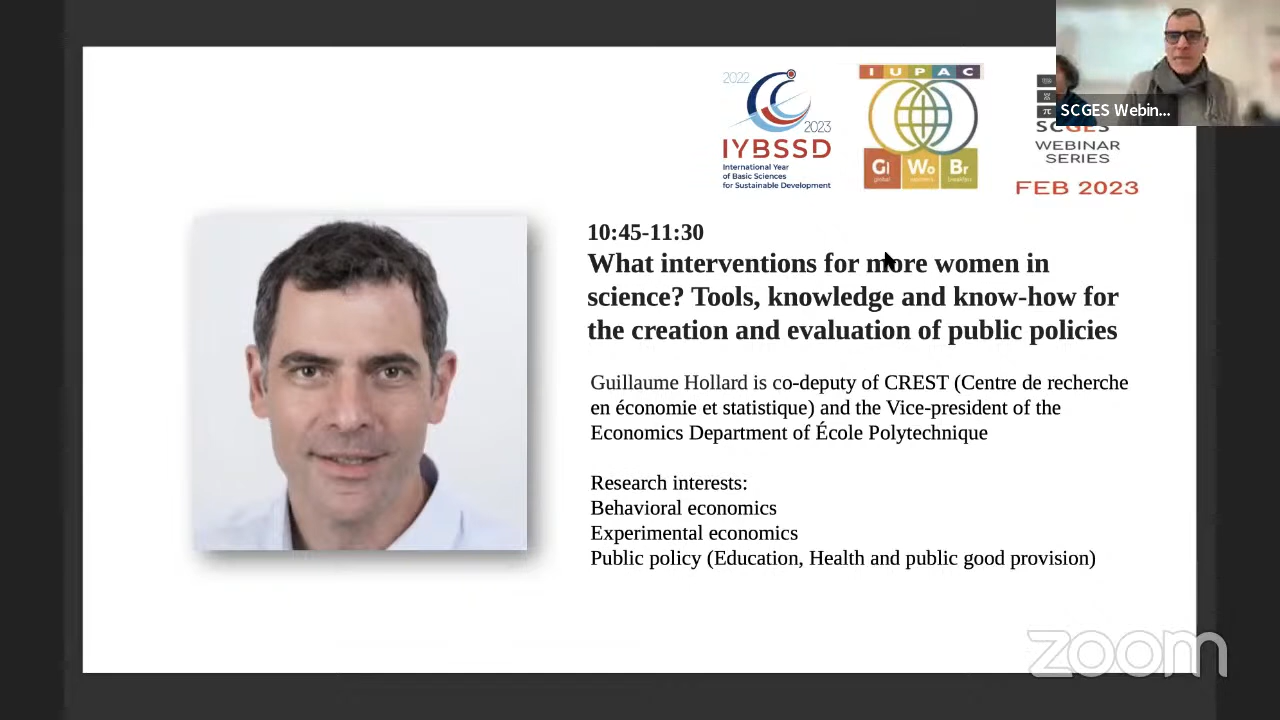 2022
2023
IYBSSD
International Year
of Basic Sciences
for Sustainable Development
IUPAC
Gl
global
Wo
women's
Br
breakfast
π
SCGES
WEBINAR
SERIES
FEB 2023
SCGES Webin...
10:45-11:30
What interventions for more women in
science? Tools, knowledge and know-how for
the creation and evaluation of public policies
Guillaume Hollard is co-deputy of CREST (Centre de recherche
en économie et statistique) and the Vice-president of the
Economics Department of École Polytechnique
Research interests:
Behavioral economics
Experimental economics
Public policy (Education, Health and public good provision)
zoom